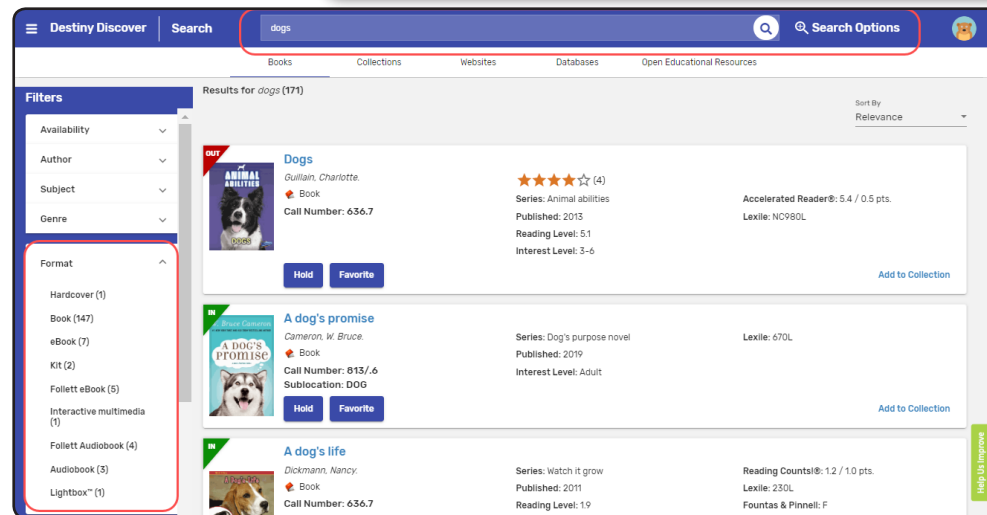 Destiny Discover
Search
dogs
Search Options
Books
Collections
Websites
Databases
Open Educational Resources
Filters
Availability
Author
Subject
Genre
Format
Hardcover (1)
Book (147)
eBook (7)
Kit (2)
Follett eBook (5)
Interactive multimedia
(1)
Follett Audiobook (4)
Audiobook (3)
Lightbox™ (1)
Results for dogs (171)
Sort By
Relevance
OUT
ANIMAL
ABILITIES
DOGS
Dogs
Guillain, Charlotte.
Book
Call Number: 636.7
(4)
Series: Animal abilities
Published: 2013
Reading Level: 5.1
Interest Level: 3-6
Accelerated Reader®: 5.4 / 0.5 pts.
Lexile: NC980L
Hold
Favorite
Add to Collection
IN
W. Bruce Cameron
A DOG'S
PROMISE
A dog's promise
Cameron, W. Bruce.
Book
Call Number: 813/.6
Sublocation: DOG
Series: Dog's purpose novel
Published: 2019
Interest Level: Adult
Lexile: 670L
Hold
Favorite
Add to Collection
IN
A dog's life
Dickmann, Nancy.
Book
Call Number: 636.7
Series: Watch it grow
Published: 2011
Reading Level: 1.9
Reading Counts!®: 1.2 / 1.0 pts.
Lexile: 230L
Fountas & Pinnell: F
Help Us Improve